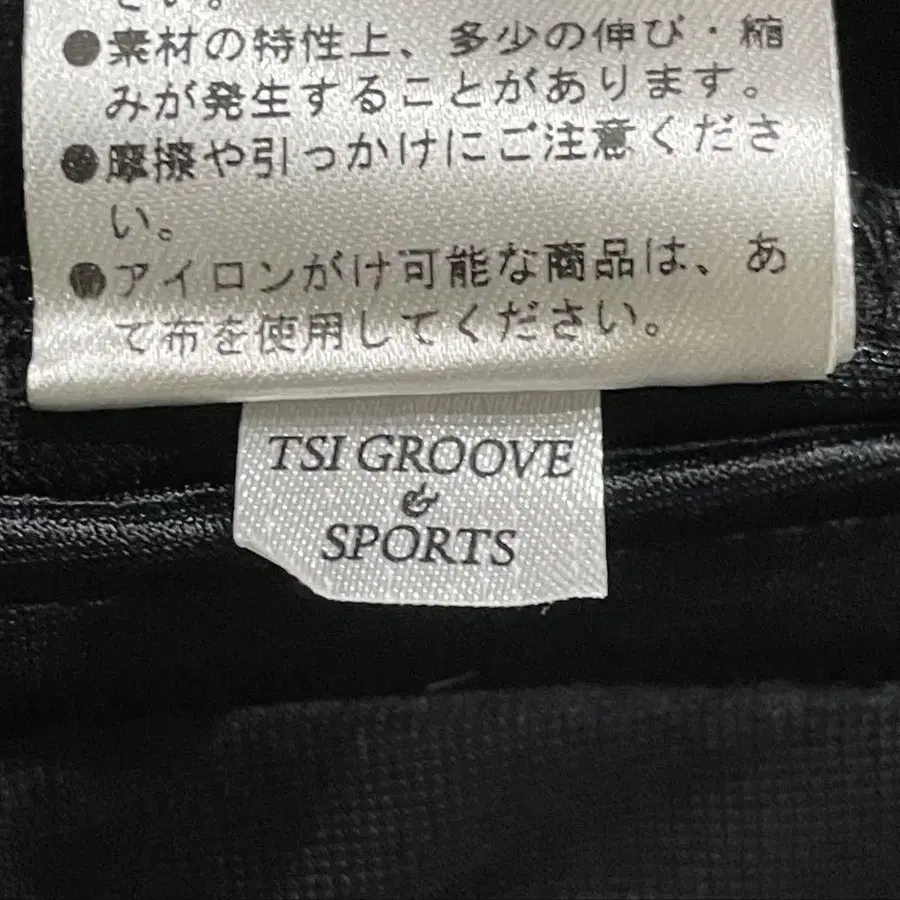 さい。
●素材の特性上、多少の伸び・縮
みが発生することがあります。
●摩擦や引っかけにご注意くださ
い。
●アイロンがけ可能な商品は、あ
て布を使用してください。
TSI GROOVE
&
SPORTS